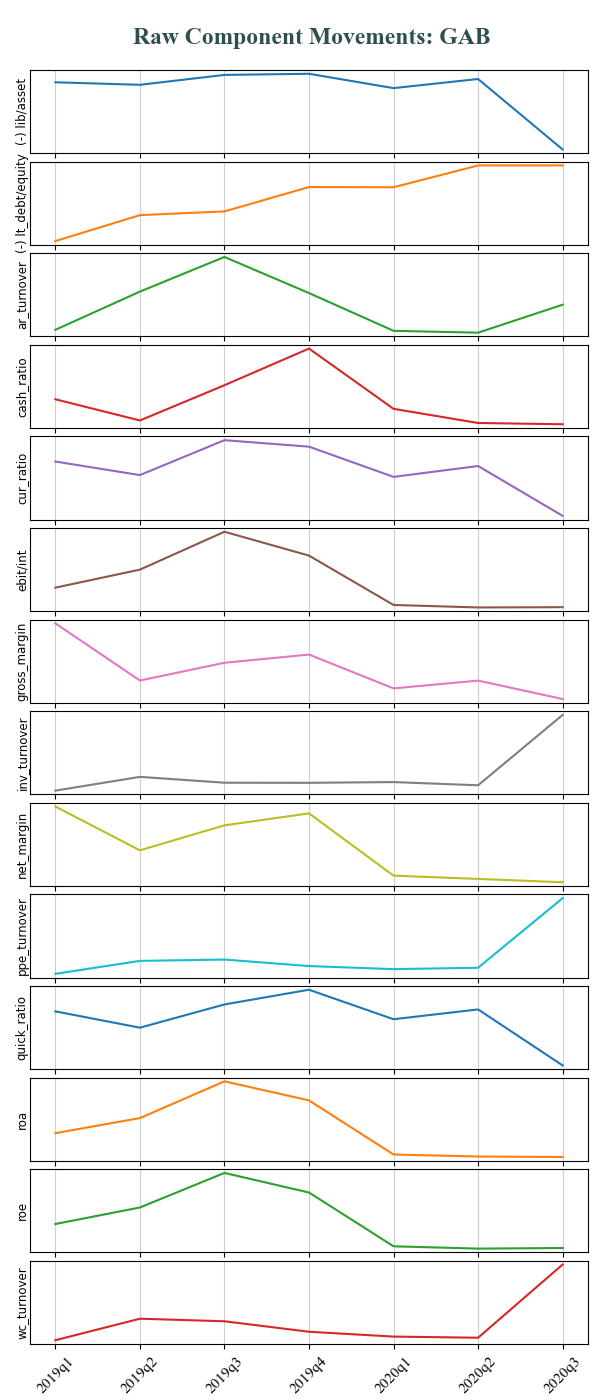 Raw Component Movements: GAB
(-) lib/asset
(-) lt_debt/equity
ar_turnover
cash_ratio
cur_ratio
ebit/int
gross_margin
inv_turnover
net_margin
ppe_turnover
quick_ratio
roa
roe
wc_turnover
2019q1 2019q2 2019q3 2019q4 2020q1 2020q2 2020q3